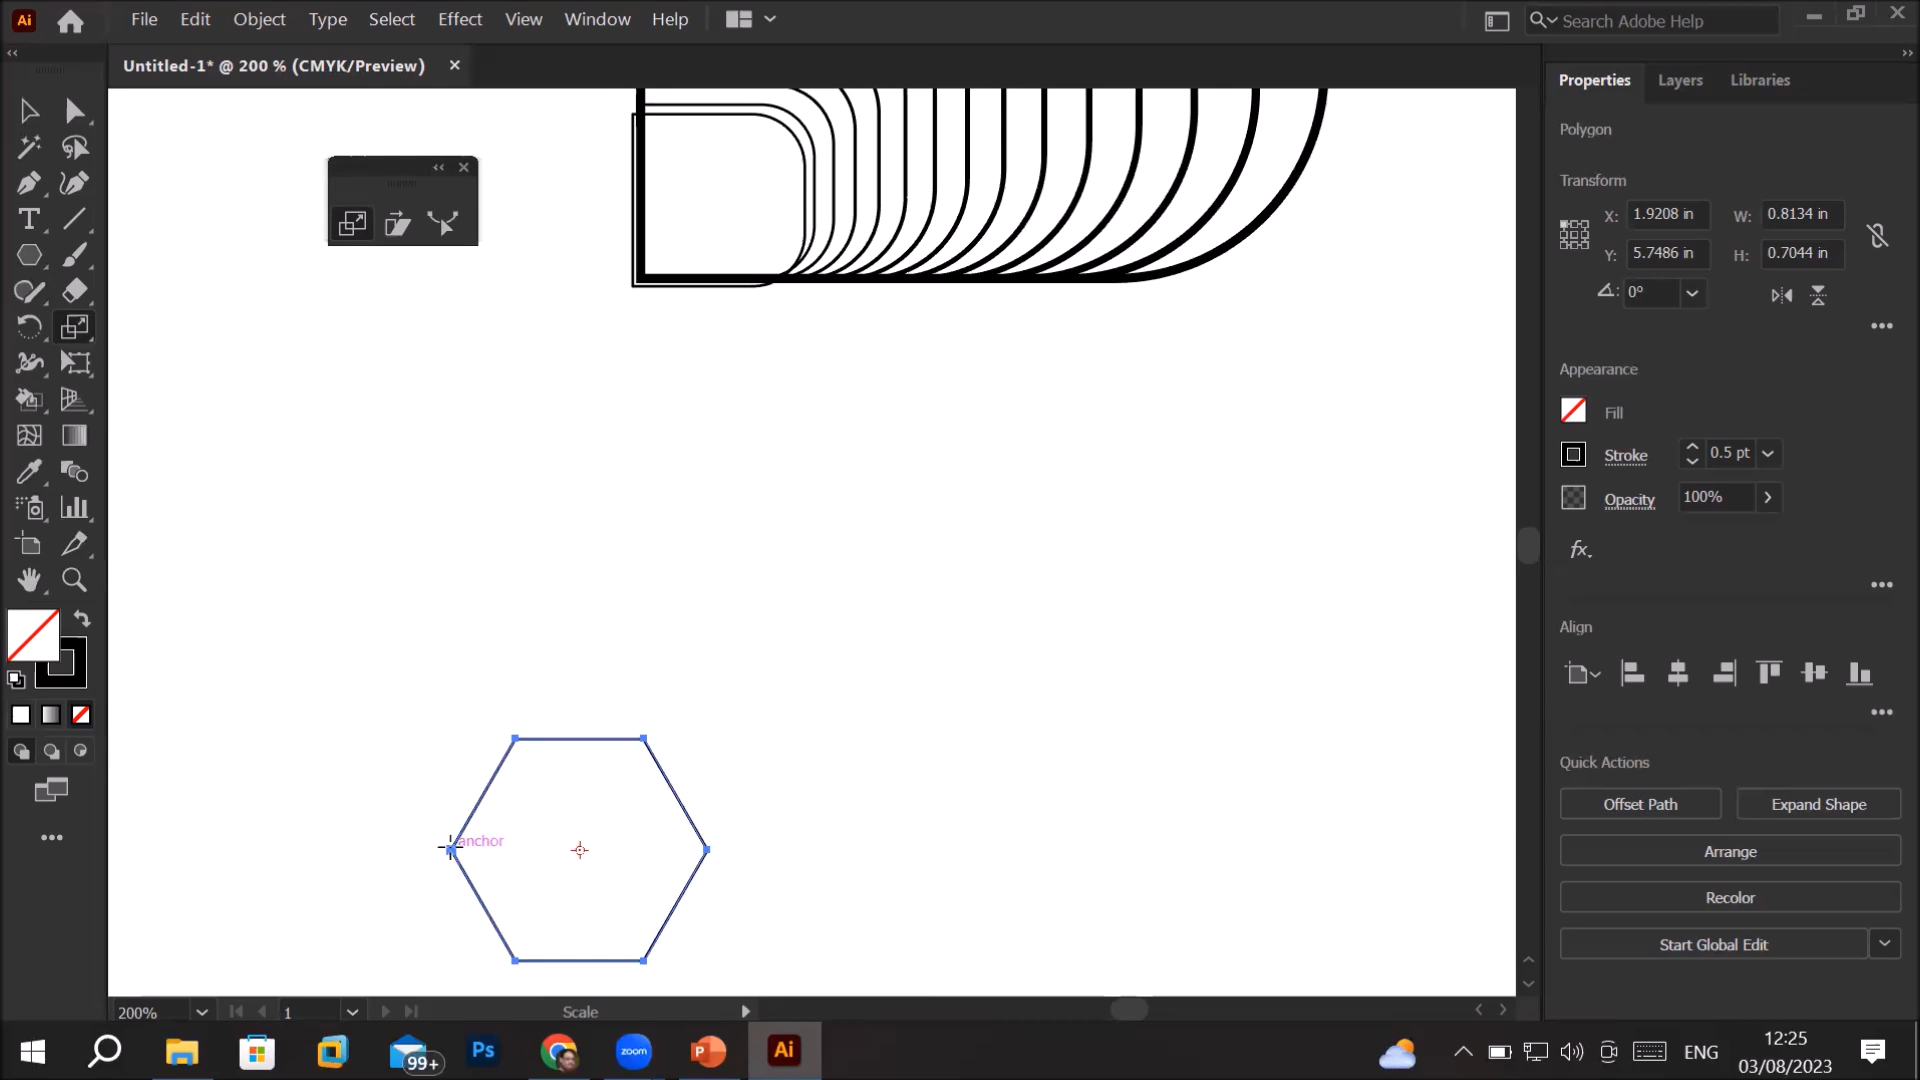 Ai File Edit Object Type Select Effect View Window Help Search Adobe Help
Untitled-1* @ 200 % (CMYK/Preview)
Properties Layers Libraries
Polygon
Transform
X: 1.9208 in W: 0.8134 in
Y: 5.7486 in H: 0.7044 in
0°
Appearance
Fill
Stroke 0.5 pt
Opacity 100%
fx
Align
Quick Actions
Offset Path Expand Shape
Arrange
Recolor
Start Global Edit
anchor
200% 1 Scale
99+ Ps zoom P Ai ENG 12:25
03/08/2023